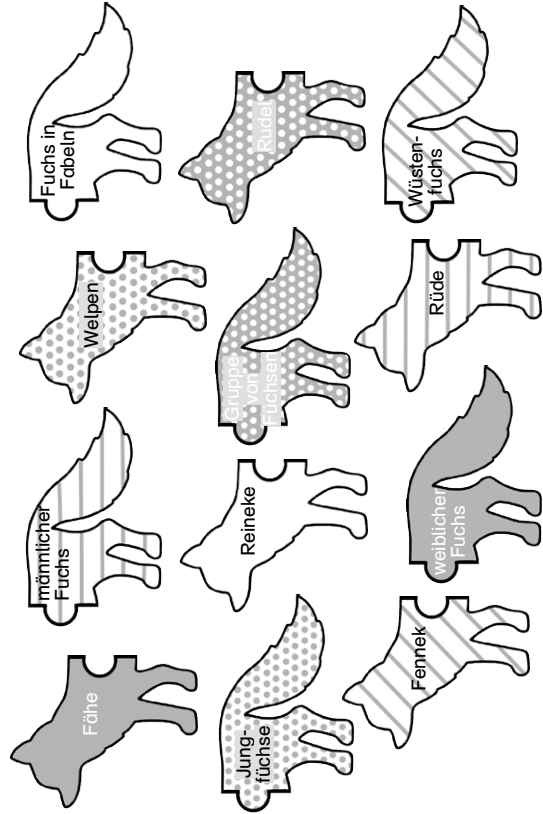 Fuchs in
Fabeln
Rudel
Wüsten-
fuchs
Welpen
Gruppe
von
Füchsen
Rüde
männlicher
Fuchs
Reineke
weiblicher
Fuchs
Fähe
Jung-
füchse
Fennek